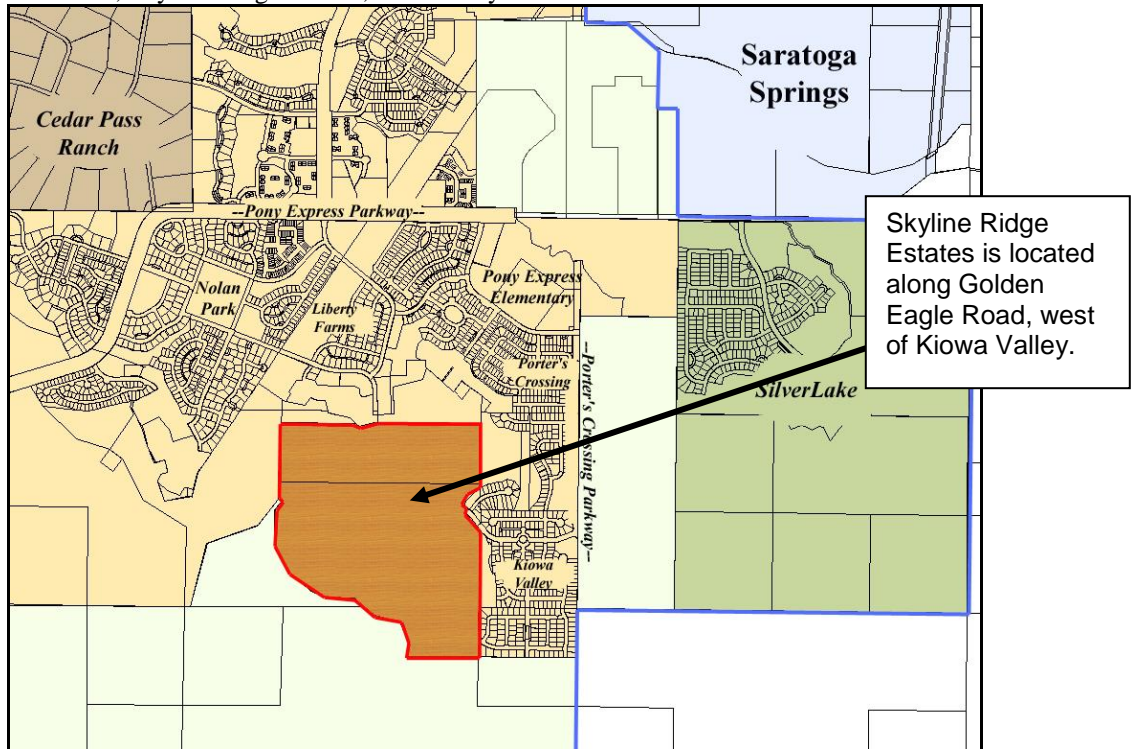 Saratoga
Springs
Cedar Pass
Ranch
--Pony Express Parkway--
Skyline Ridge
Estates is located
along Golden
Eagle Road, west
of Kiowa Valley.
Nolan
Park
Pony Express
Elementary
Liberty
Farms
Porter's
Crossing
--Porter's Crossing Parkway--
SilverLake
Kiowa
Valley